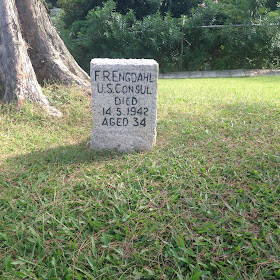 F.R ENGDAHL
U.S. CONSUL
DIED
14.5.1942
AGED 34